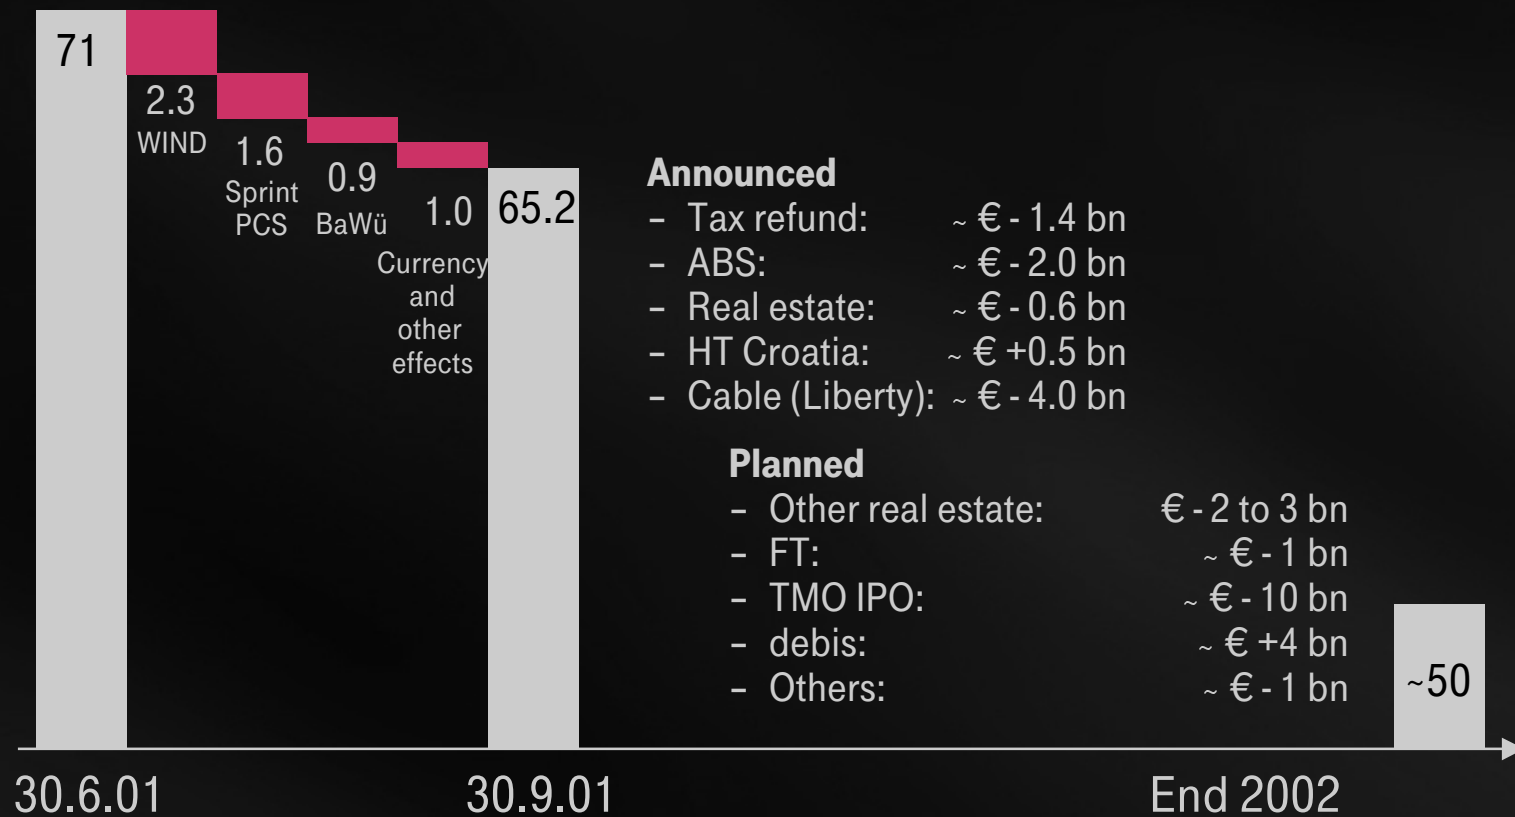 71
2.3
WIND
1.6
Sprint
PCS
0.9
BaWü
1.0
Currency
and
other
effects
65.2
Announced
– Tax refund: ~ € - 1.4 bn
– ABS: ~ € - 2.0 bn
– Real estate: ~ € - 0.6 bn
– HT Croatia: ~ € +0.5 bn
– Cable (Liberty): ~ € - 4.0 bn
Planned
– Other real estate: € - 2 to 3 bn
– FT: ~ € - 1 bn
– TMO IPO: ~ € - 10 bn
– debis: ~ € +4 bn
– Others: ~ € - 1 bn
~50
30.6.01 30.9.01 End 2002